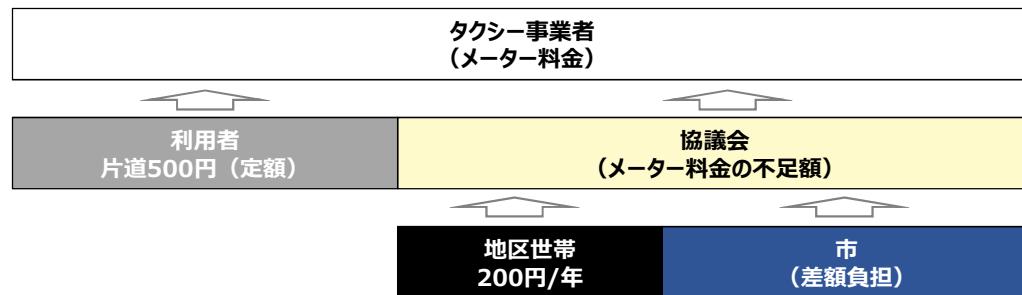 タクシー事業者
（メーター料金）
利用者
片道500円（定額）
協議会
（メーター料金の不足額）
地区世帯
200円/年
市
（差額負担）